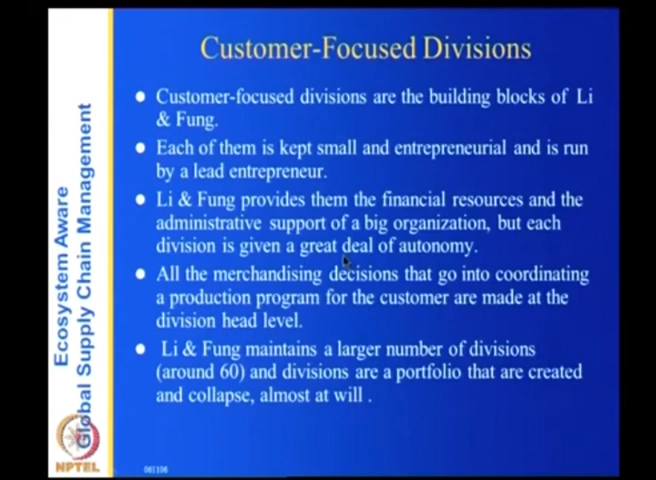 Customer-Focused Divisions
Customer-focused divisions are the building blocks of Li
& Fung.
Each of them is kept small and entrepreneurial and is run
by a lead entrepreneur.
Li & Fung provides them the financial resources and the
administrative support of a big organization, but each
division is given a great deal of autonomy.
All the merchandising decisions that go into coordinating
a production program for the customer are made at the
division head level.
Li & Fung maintains a larger number of divisions
(around 60) and divisions are a portfolio that are created
and collapse, almost at will .
Ecosystem Aware
Global Supply Chain Management
NPTEL
061106